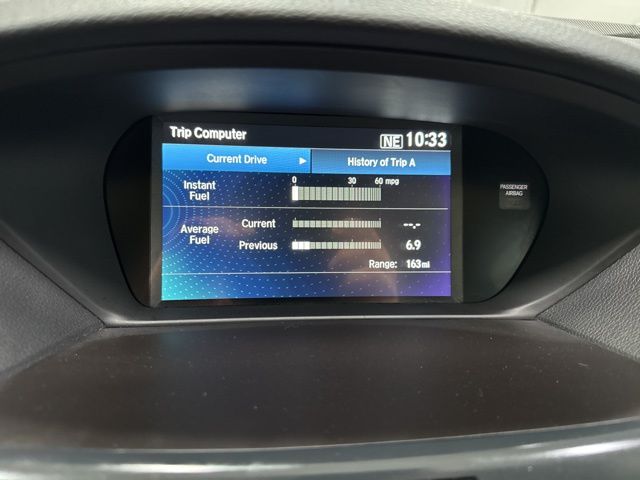 Trip Computer NE 10:33
Current Drive History of Trip A
0 30 60 mpg
Instant
Fuel
Average
Fuel
Current --.-
Previous 6.9
Range: 163mi
PASSENGER
AIRBAG